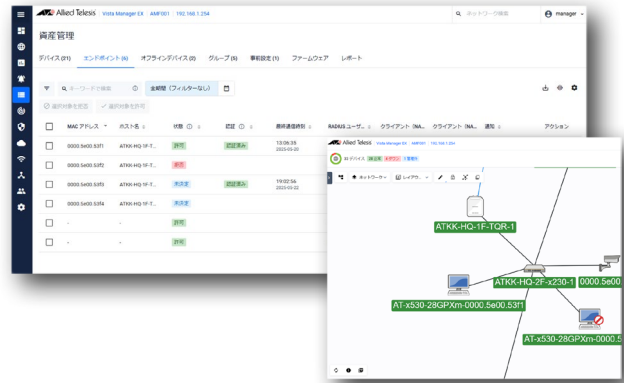 Allied Telesis Vista Manager EX AMF001 192.168.1.254 ネットワーク検索 manager
資産管理
デバイス (21) エンドポイント (6) オフラインデバイス (2) グループ (5) 事前設定 (1) ファームウェア レポート
キーワードで検索 全期間 (フィルターなし)
選択対象を拒否 選択対象を許可
MAC アドレス ホスト名 状態 認証 最終通信時刻 RADIUS ユーザ... クライアント (NA... クライアント (NA... 通知 アクション
0000.5e00.53f1 ATKK-HQ-1F-T... 許可 認証済み 13:06:38
2025-05-20
0000.5e00.53f2 ATKK-HQ-1F-T... 拒否
0000.5e00.53f3 ATKK-HQ-1F-T... 未決定 認証済み 19:02:56
2025-05-22
0000.5e00.53f4 ATKK-HQ-1F-T... 未決定
- - 許可
- - 許可
Allied Telesis Vista Manager EX AMF001 192.168.1.254
デバイス
ネットワーク レイアウ...
ATKK-HQ-1F-TQR-1
ATKK-HQ-2F-x230-1 0000.5e00
AT-x530-28GPXm-0000.5e00.53f1
AT-x530-28GPXm-0000.5